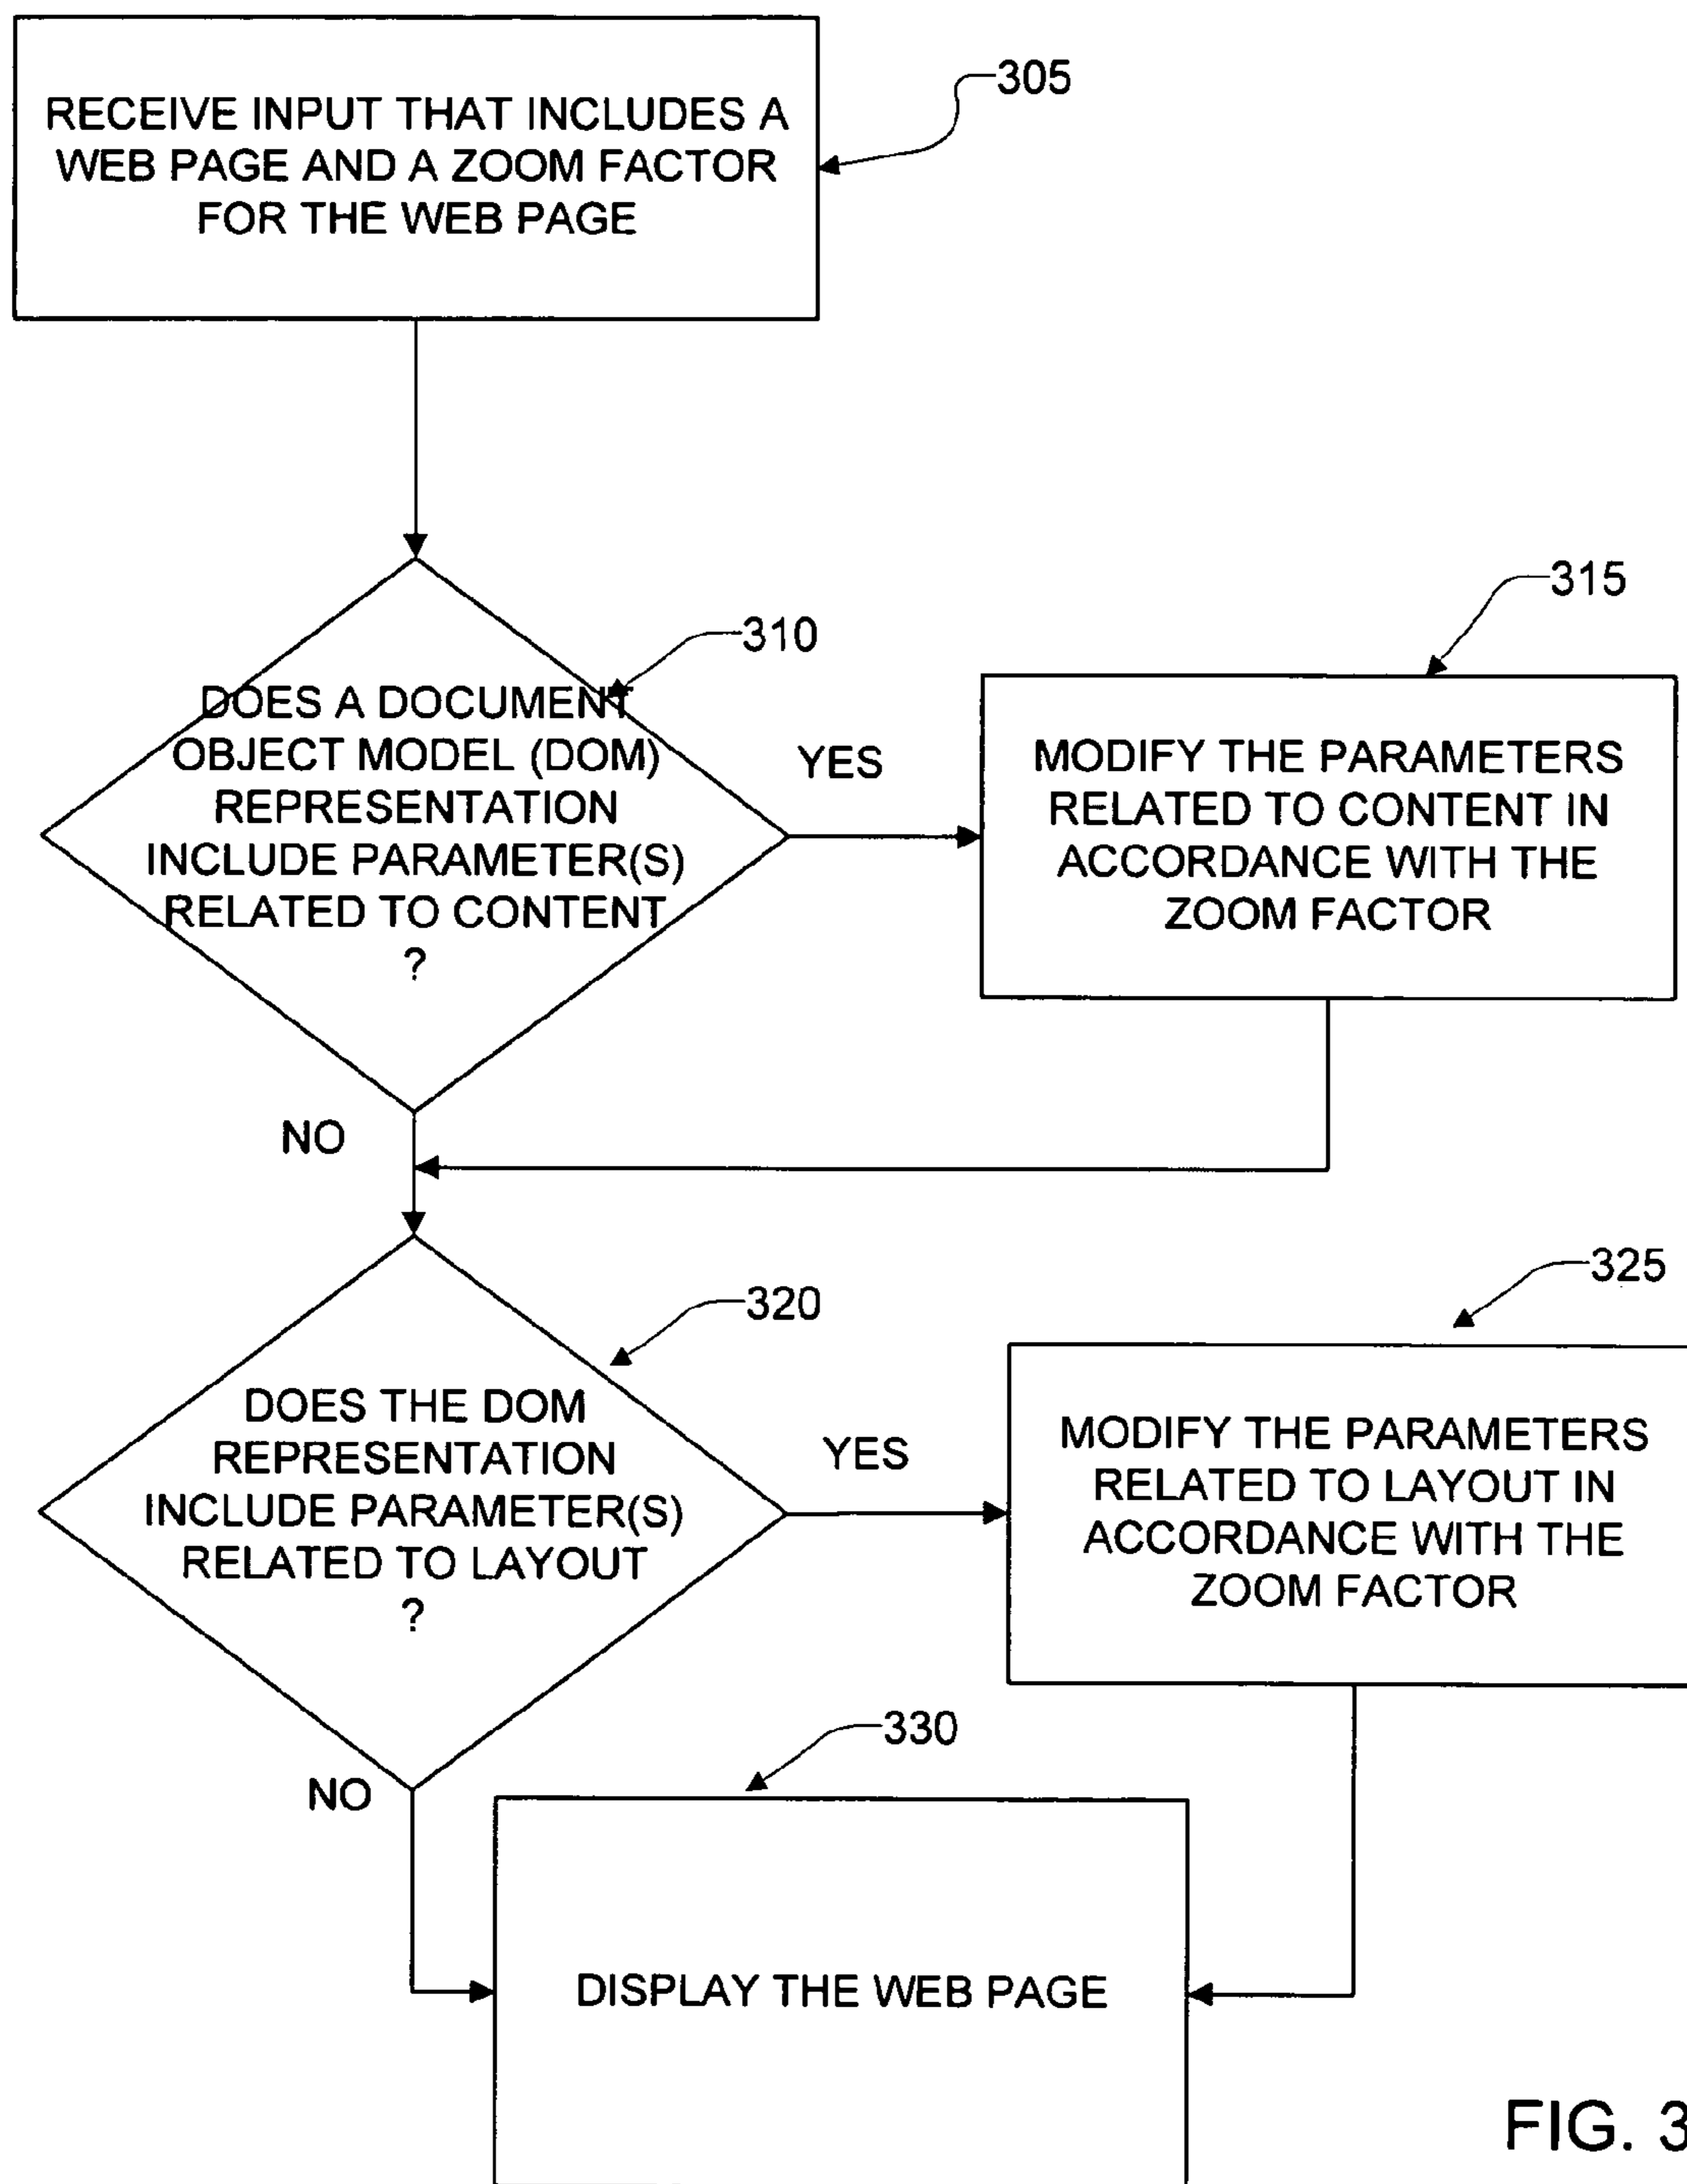 RECEIVE INPUT THAT INCLUDES A
WEB PAGE AND A ZOOM FACTOR
FOR THE WEB PAGE
305
310
DOES A DOCUMENT
OBJECT MODEL (DOM)
REPRESENTATION
INCLUDE PARAMETER(S)
RELATED TO CONTENT
?
YES
315
MODIFY THE PARAMETERS
RELATED TO CONTENT IN
ACCORDANCE WITH THE
ZOOM FACTOR
NO
320
DOES THE DOM
REPRESENTATION
INCLUDE PARAMETER(S)
RELATED TO LAYOUT
?
YES
325
MODIFY THE PARAMETERS
RELATED TO LAYOUT IN
ACCORDANCE WITH THE
ZOOM FACTOR
NO
330
DISPLAY THE WEB PAGE
FIG. 3